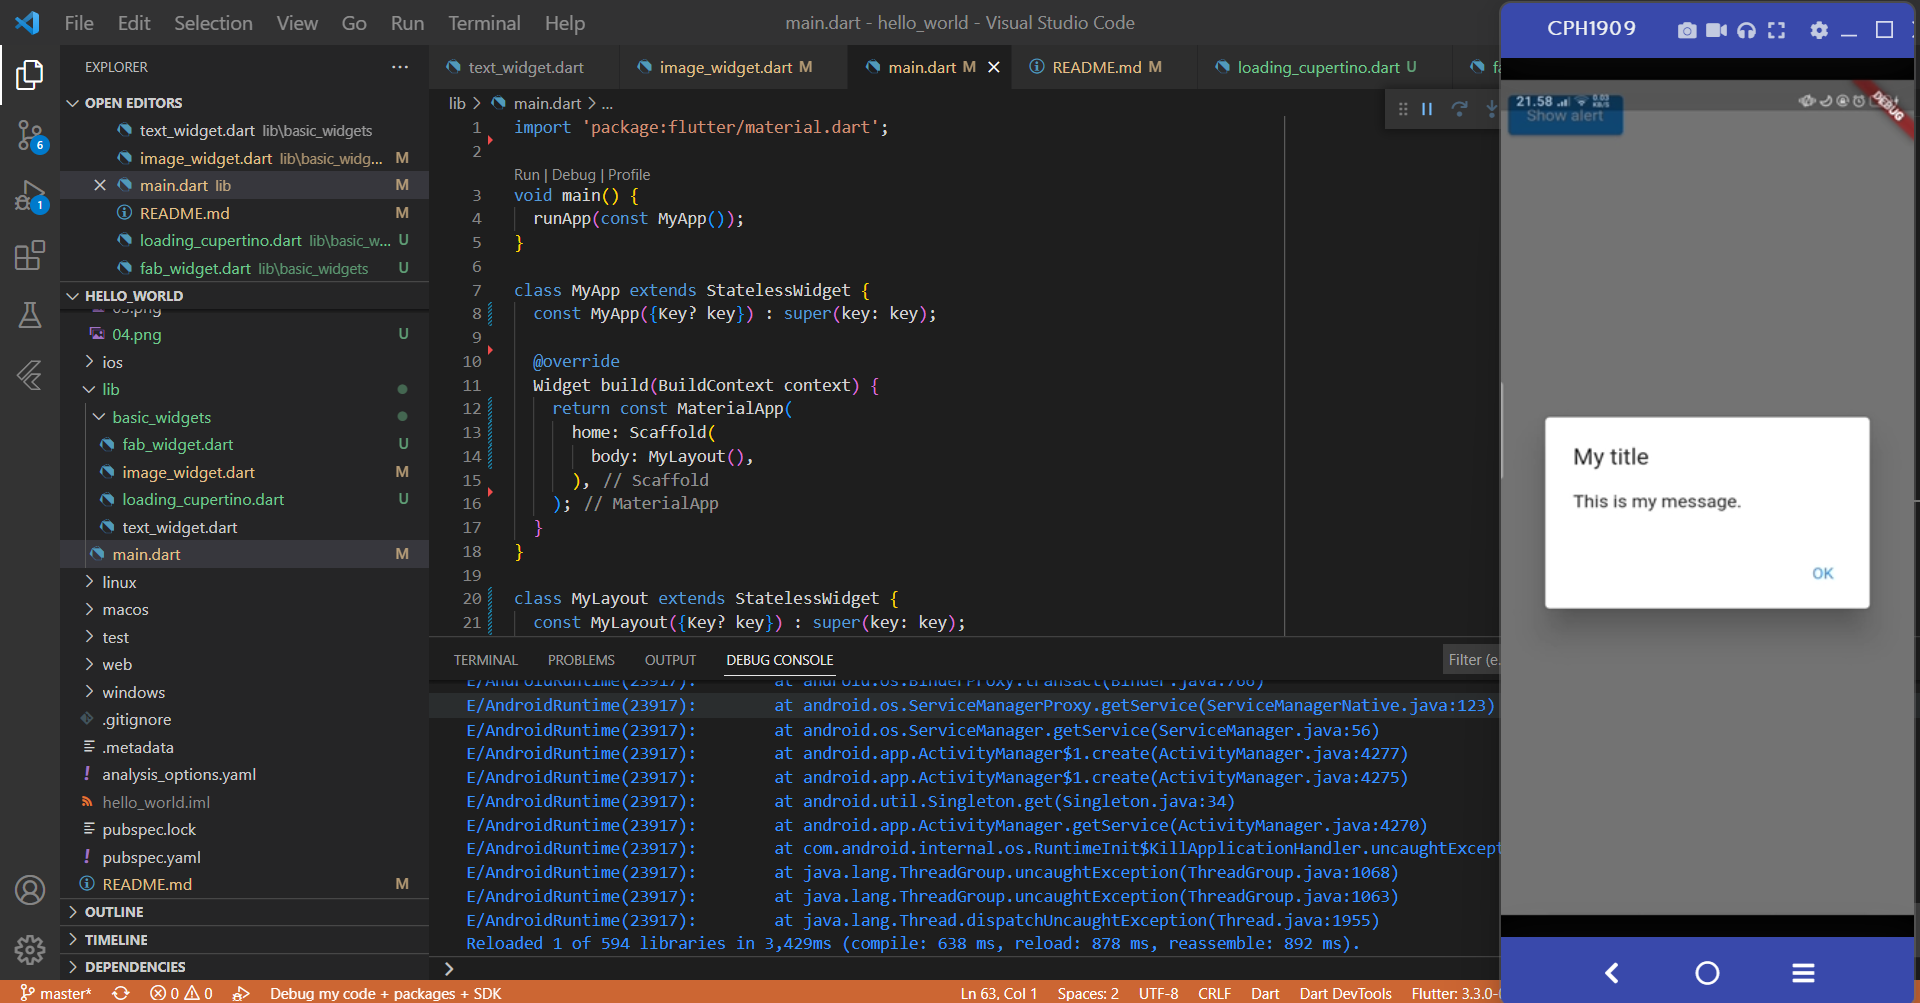 File Edit Selection View Go Run Terminal Help
main.dart - hello_world - Visual Studio Code
EXPLORER
OPEN EDITORS
text_widget.dart lib\basic_widgets
image_widget.dart lib\basic_widg... M
main.dart lib M
README.md M
loading_cupertino.dart lib\basic_w... U
fab_widget.dart lib\basic_widgets U
HELLO_WORLD
04.png U
ios
lib
basic_widgets
fab_widget.dart U
image_widget.dart M
loading_cupertino.dart U
text_widget.dart
main.dart M
linux
macos
test
web
windows
.gitignore
.metadata
analysis_options.yaml
hello_world.iml
pubspec.lock
pubspec.yaml
README.md M
OUTLINE
TIMELINE
DEPENDENCIES
6
1
text_widget.dart image_widget.dart M main.dart M README.md M loading_cupertino.dart U
lib > main.dart > ...
1 import 'package:flutter/material.dart';
2
Run | Debug | Profile
3 void main() {
4 runApp(const MyApp());
5 }
6
7 class MyApp extends StatelessWidget {
8 const MyApp({Key? key}) : super(key: key);
9
10 @override
11 Widget build(BuildContext context) {
12 return const MaterialApp(
13 home: Scaffold(
14 body: MyLayout(),
15 ), // Scaffold
16 ); // MaterialApp
17 }
18 }
19
20 class MyLayout extends StatelessWidget {
21 const MyLayout({Key? key}) : super(key: key);
TERMINAL PROBLEMS OUTPUT DEBUG CONSOLE
Filter (e.
E/AndroidRuntime(23917): at android.os.BinderProxy.transact(Binder.java:766)
E/AndroidRuntime(23917): at android.os.ServiceManagerProxy.getService(ServiceManagerNative.java:123)
E/AndroidRuntime(23917): at android.os.ServiceManager.getService(ServiceManager.java:56)
E/AndroidRuntime(23917): at android.app.ActivityManager$1.create(ActivityManager.java:4277)
E/AndroidRuntime(23917): at android.app.ActivityManager$1.create(ActivityManager.java:4275)
E/AndroidRuntime(23917): at android.util.Singleton.get(Singleton.java:34)
E/AndroidRuntime(23917): at android.app.ActivityManager.getService(ActivityManager.java:4270)
E/AndroidRuntime(23917): at com.android.internal.os.RuntimeInit$KillApplicationHandler.uncaughtExcept
E/AndroidRuntime(23917): at java.lang.ThreadGroup.uncaughtException(ThreadGroup.java:1068)
E/AndroidRuntime(23917): at java.lang.ThreadGroup.uncaughtException(ThreadGroup.java:1063)
E/AndroidRuntime(23917): at java.lang.Thread.dispatchUncaughtException(Thread.java:1955)
Reloaded 1 of 594 libraries in 3,429ms (compile: 638 ms, reload: 878 ms, reassemble: 892 ms).
master* 0 0 Debug my code + packages + SDK
Ln 63, Col 1 Spaces: 2 UTF-8 CRLF Dart Dart DevTools Flutter: 3.3.0-
CPH1909
21.58 0.03 KB/S
DEBUG
Show alert
My title
This is my message.
OK